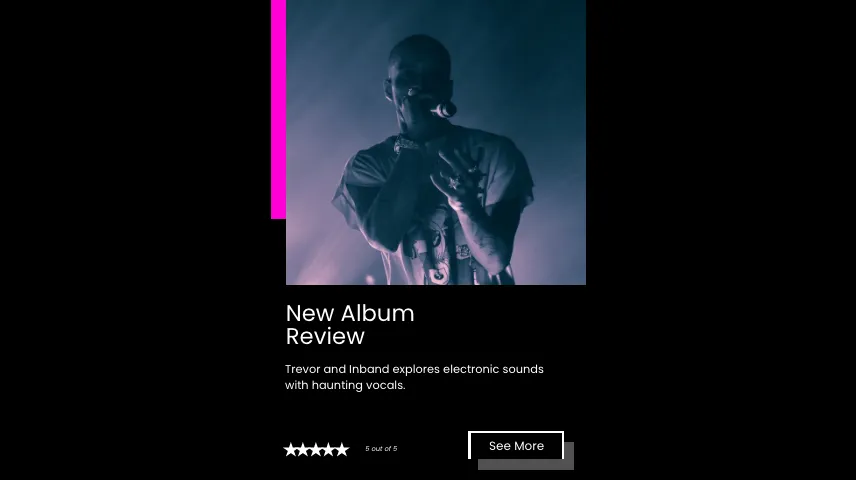 New Album
Review
Trevor and Inband explores electronic sounds
with haunting vocals.
5 out of 5
See More